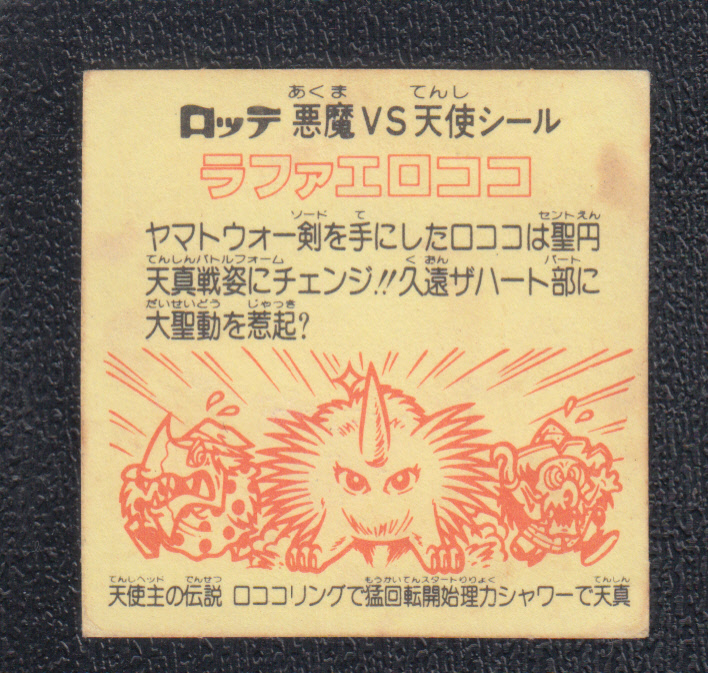 あくま てんし
ロッテ 悪魔VS天使シール
ラファエロココ
ソード て セントえん
ヤマトウォー剣を手にしたロココは聖円
てんしんバトルフォーム く おん パート
天真戦姿にチェンジ!!久遠ザハート部に
だいせいどう じゃっき
大聖動を惹起?
てんしヘッド でんせつ もうかいてんスタートりりょく てんしん
天使主の伝説 ロココリングで猛回転開始理力シャワーで天真